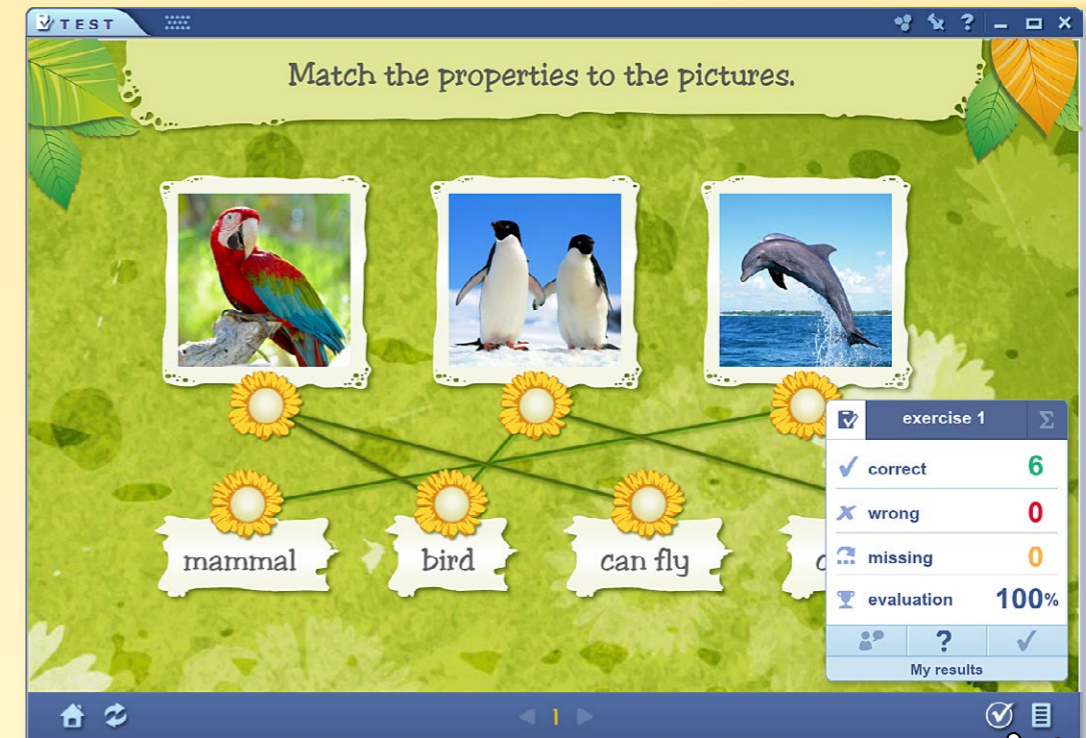 TEST
?
Match the properties to the pictures.
exercise 1 Σ
correct 6
wrong 0
missing 0
evaluation 100%
?
My results
mammal bird can fly
1